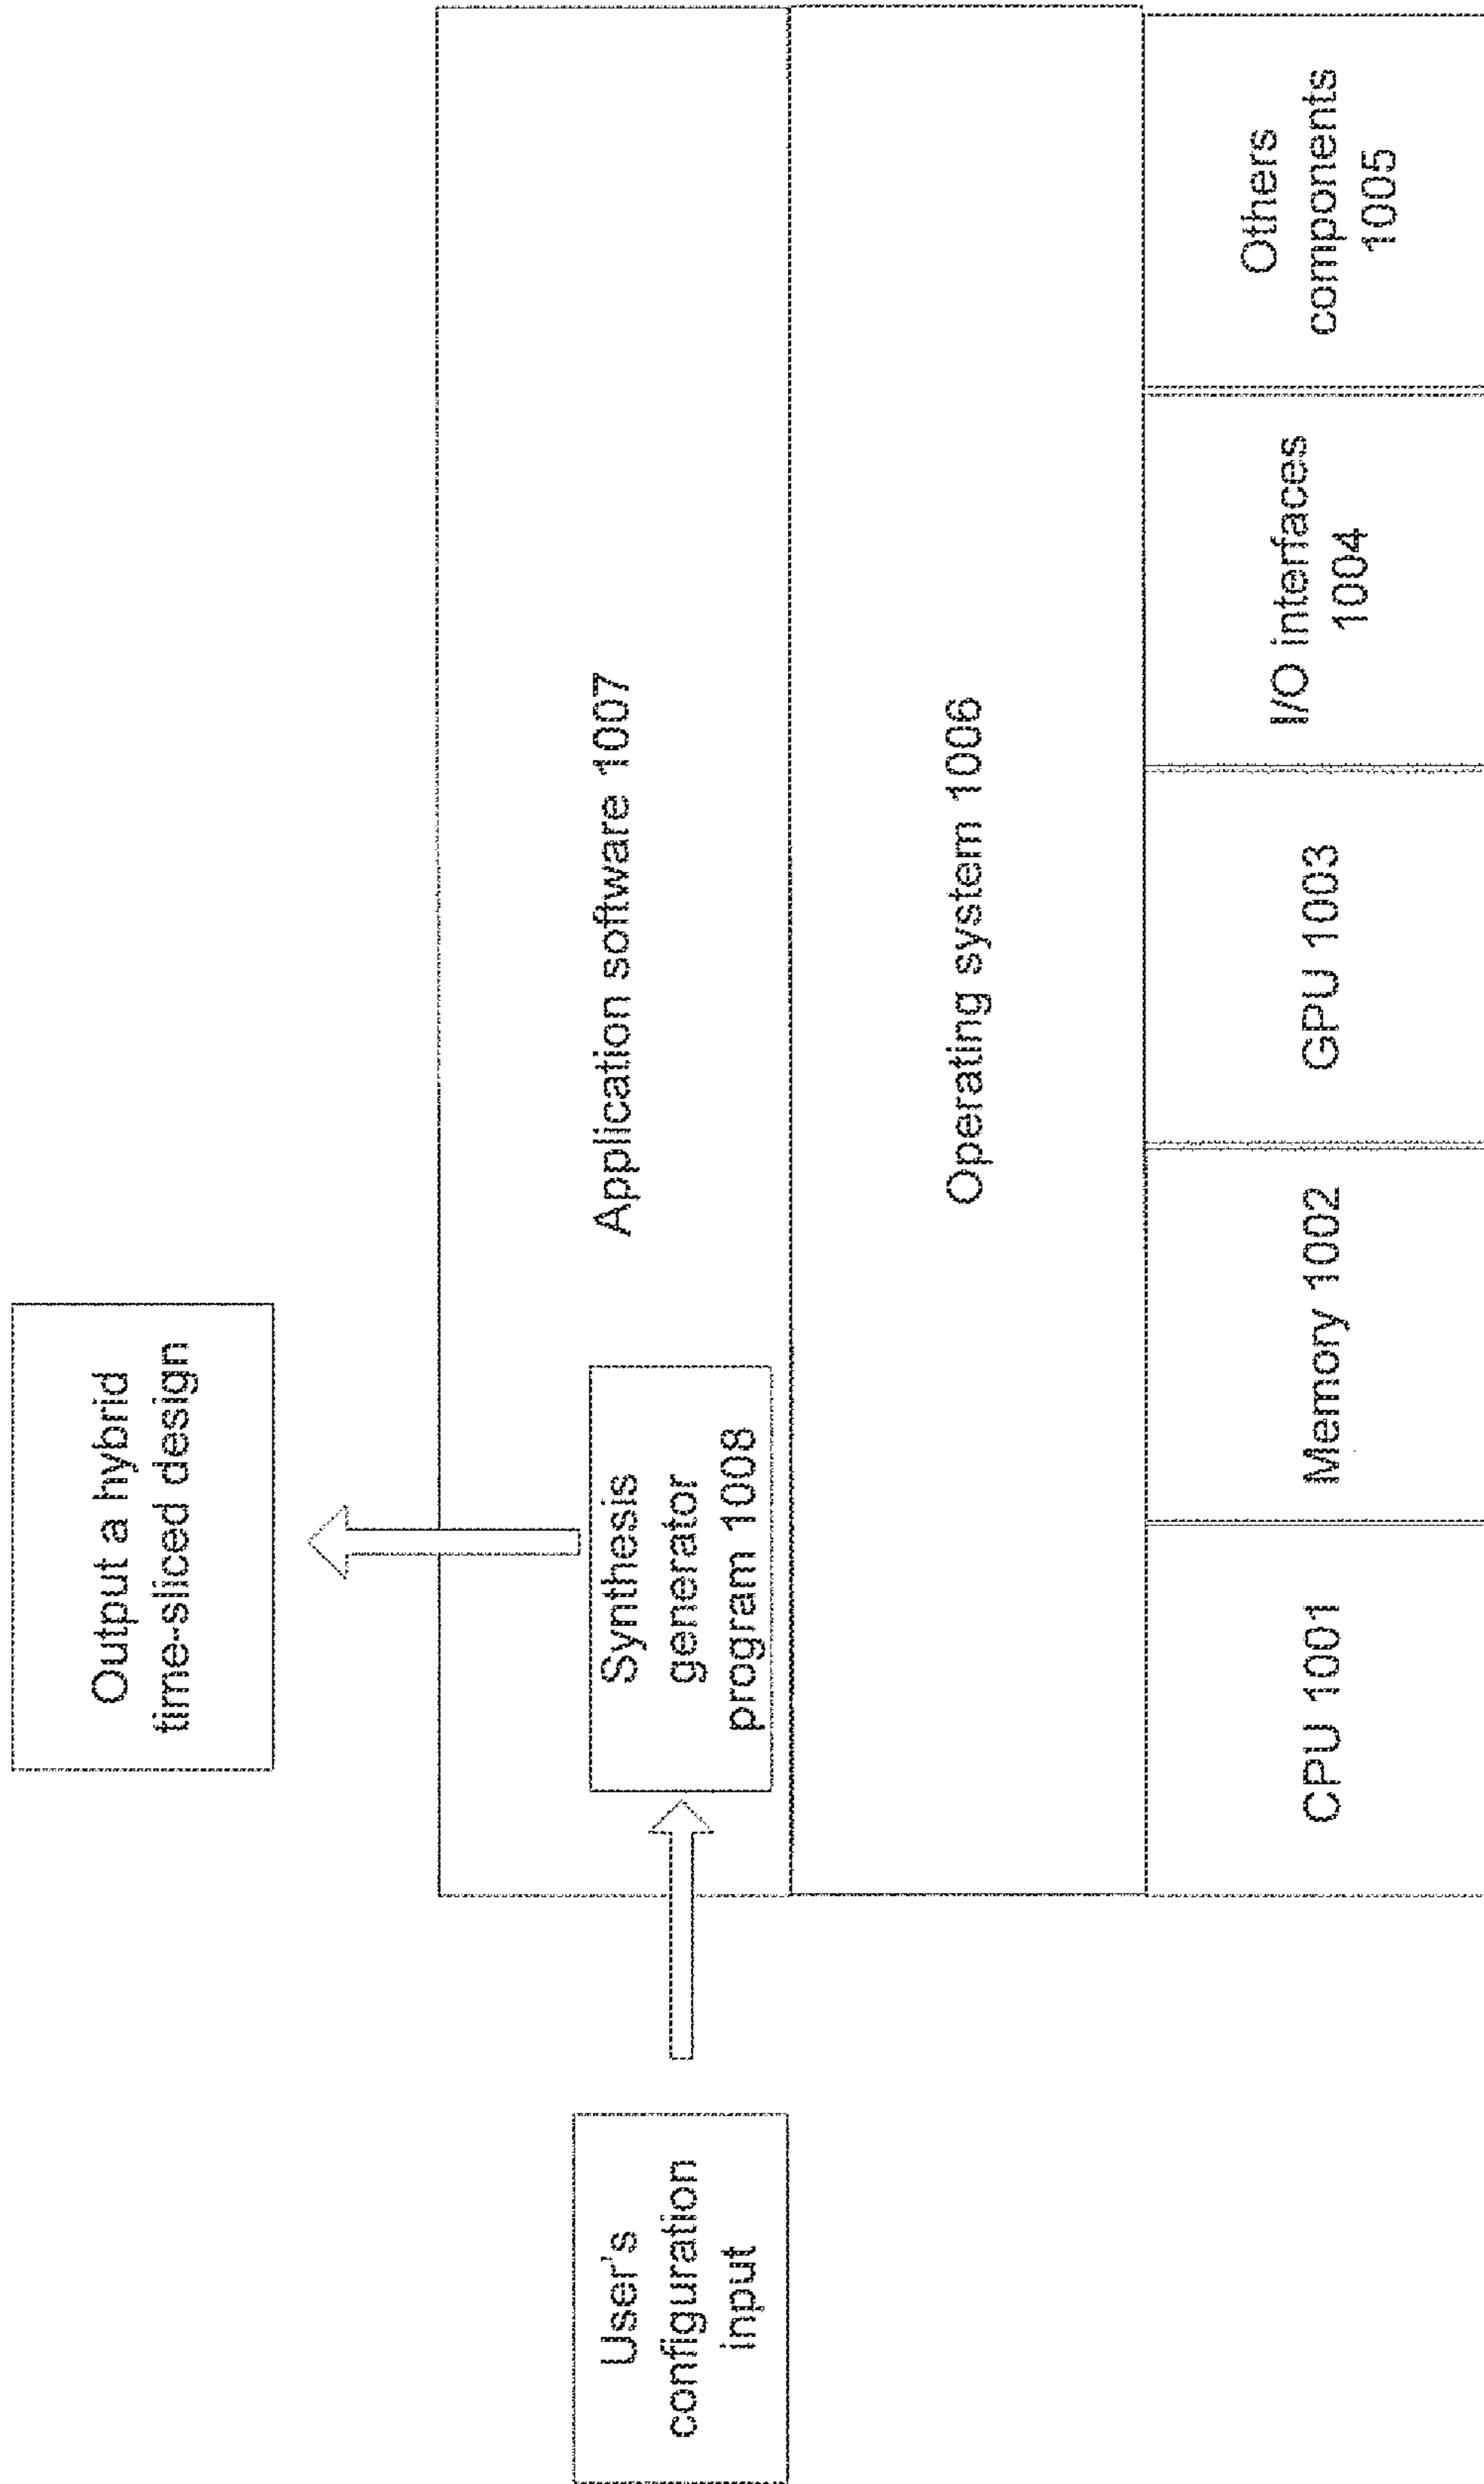 Output a hybrid
time-sliced design
Application software 1007
User's
configuration
input
Synthesis
generator
program 1008
Operating system 1006
CPU 1001
Memory 1002
GPU 1003
I/O interfaces
1004
Others
components
1005